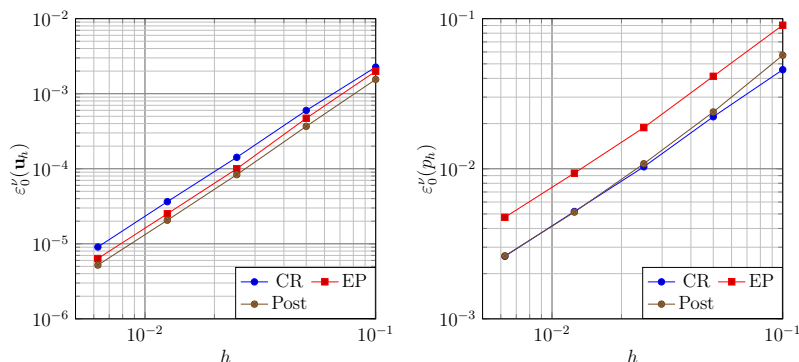 10^{-2}
10^{-3}
10^{-4}
10^{-5}
10^{-6}
ε_0^ν(𝐮_h)
10^{-2}
10^{-1}
h
CR
EP
Post
10^{-1}
10^{-2}
10^{-3}
ε_0^ν(p_h)
10^{-2}
10^{-1}
h
CR
EP
Post